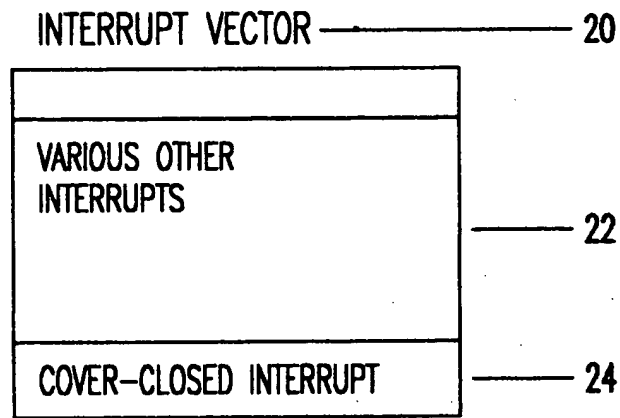 INTERRUPT VECTOR 20
VARIOUS OTHER
INTERRUPTS
22
COVER-CLOSED INTERRUPT 24